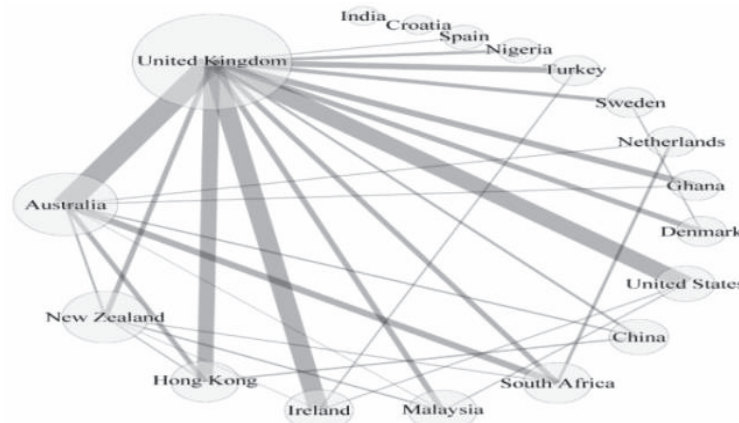 India
Croatia
Spain
United Kingdom
Nigeria
Turkey
Sweden
Netherlands
Ghana
Australia
Denmark
United States
New Zealand
China
Hong-Kong
South Africa
Ireland
Malaysia